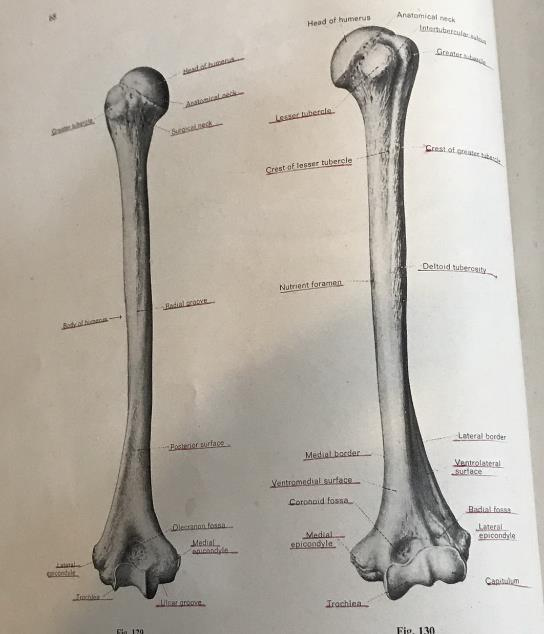 68
Head of humerus
Anatomical neck
Greater tubercle
Surgical neck
Radial groove
Body of humerus
Posterior surface
Olecranon fossa
Medial
epicondyle
Lateral
epicondyle
Trochlea
Ulnar groove
Fig. 129
Head of humerus
Anatomical neck
Intertubercular sulcus
Greater tubercle
Lesser tubercle
Crest of greater tubercle
Crest of lesser tubercle
Deltoid tuberosity
Nutrient foramen
Lateral border
Medial border
Ventrolateral
surface
Ventromedial surface
Coronoid fossa
Radial fossa
Lateral
epicondyle
Medial
epicondyle
Capitulum
Trochlea
Fig. 130